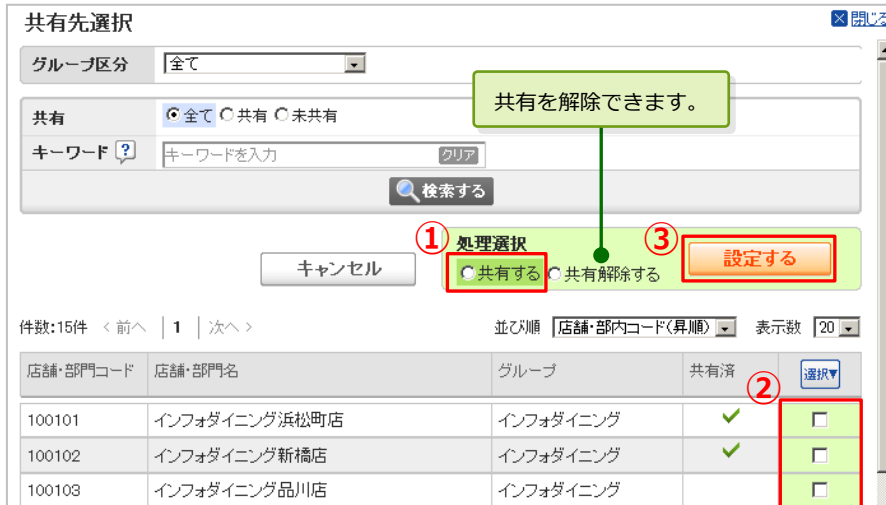 共有先選択
閉じる
グループ区分 全て
共有を解除できます。
共有 全て 共有 未共有
キーワード ? キーワードを入力 クリア
検索する
① 処理選択 ③
キャンセル 共有する 共有解除する 設定する
件数:15件 <前へ | 1 | 次へ> 並び順 店舗・部内コード(昇順) 表示数 20
店舗・部門コード 店舗・部門名 グループ 共有済 ② 選択▼
100101 インフォダイニング浜松町店 インフォダイニング
100102 インフォダイニング新橋店 インフォダイニング
100103 インフォダイニング品川店 インフォダイニング